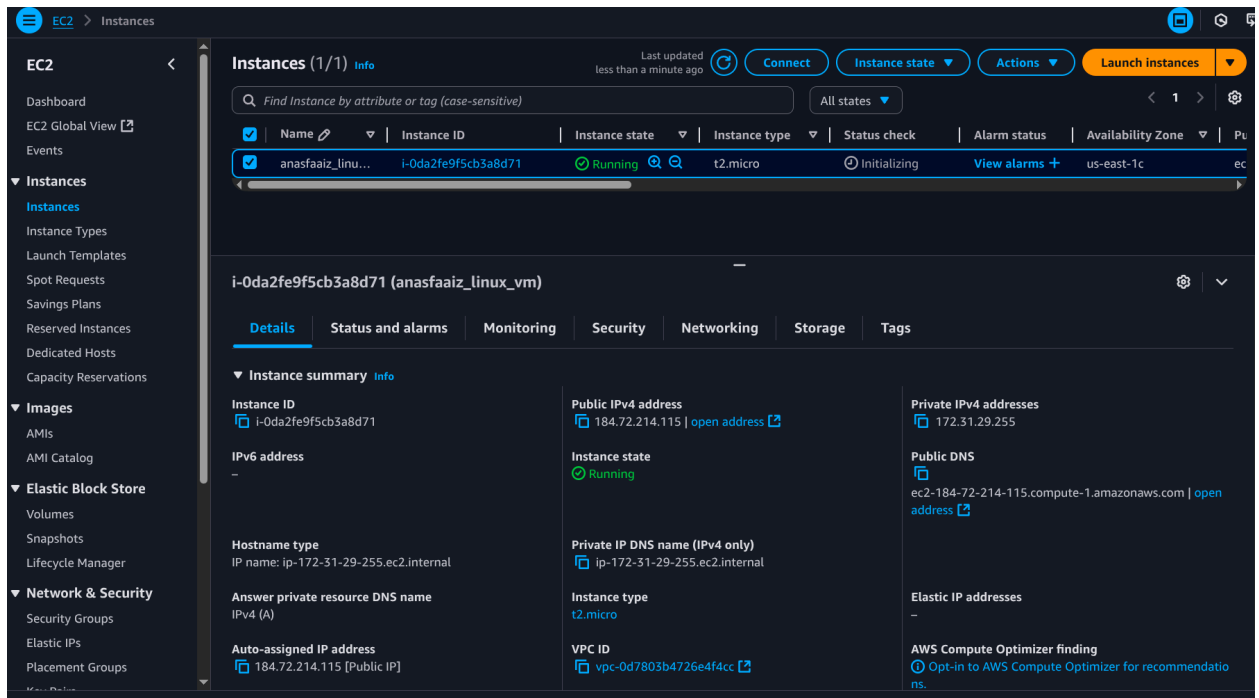 EC2 > Instances
EC2
Dashboard
EC2 Global View
Events
Instances
Instances
Instance Types
Launch Templates
Spot Requests
Savings Plans
Reserved Instances
Dedicated Hosts
Capacity Reservations
Images
AMIs
AMI Catalog
Elastic Block Store
Volumes
Snapshots
Lifecycle Manager
Network & Security
Security Groups
Elastic IPs
Placement Groups
Instances (1/1) Info
Last updated
less than a minute ago
Connect
Instance state
Actions
Launch instances
Find Instance by attribute or tag (case-sensitive)
All states
1
Name Instance ID Instance state Instance type Status check Alarm status Availability Zone Pu
anasfaaiz_linu... i-0da2fe9f5cb3a8d71 Running t2.micro Initializing View alarms + us-east-1c ec
i-0da2fe9f5cb3a8d71 (anasfaaiz_linux_vm)
Details Status and alarms Monitoring Security Networking Storage Tags
Instance summary Info
Instance ID
i-0da2fe9f5cb3a8d71
Public IPv4 address
184.72.214.115 | open address
Private IPv4 addresses
172.31.29.255
IPv6 address
–
Instance state
Running
Public DNS
ec2-184-72-214-115.compute-1.amazonaws.com | open
address
Hostname type
IP name: ip-172-31-29-255.ec2.internal
Private IP DNS name (IPv4 only)
ip-172-31-29-255.ec2.internal
Answer private resource DNS name
IPv4 (A)
Instance type
t2.micro
Elastic IP addresses
–
Auto-assigned IP address
184.72.214.115 [Public IP]
VPC ID
vpc-0d7803b4726e4f4cc
AWS Compute Optimizer finding
Opt-in to AWS Compute Optimizer for recommendatio
ns.